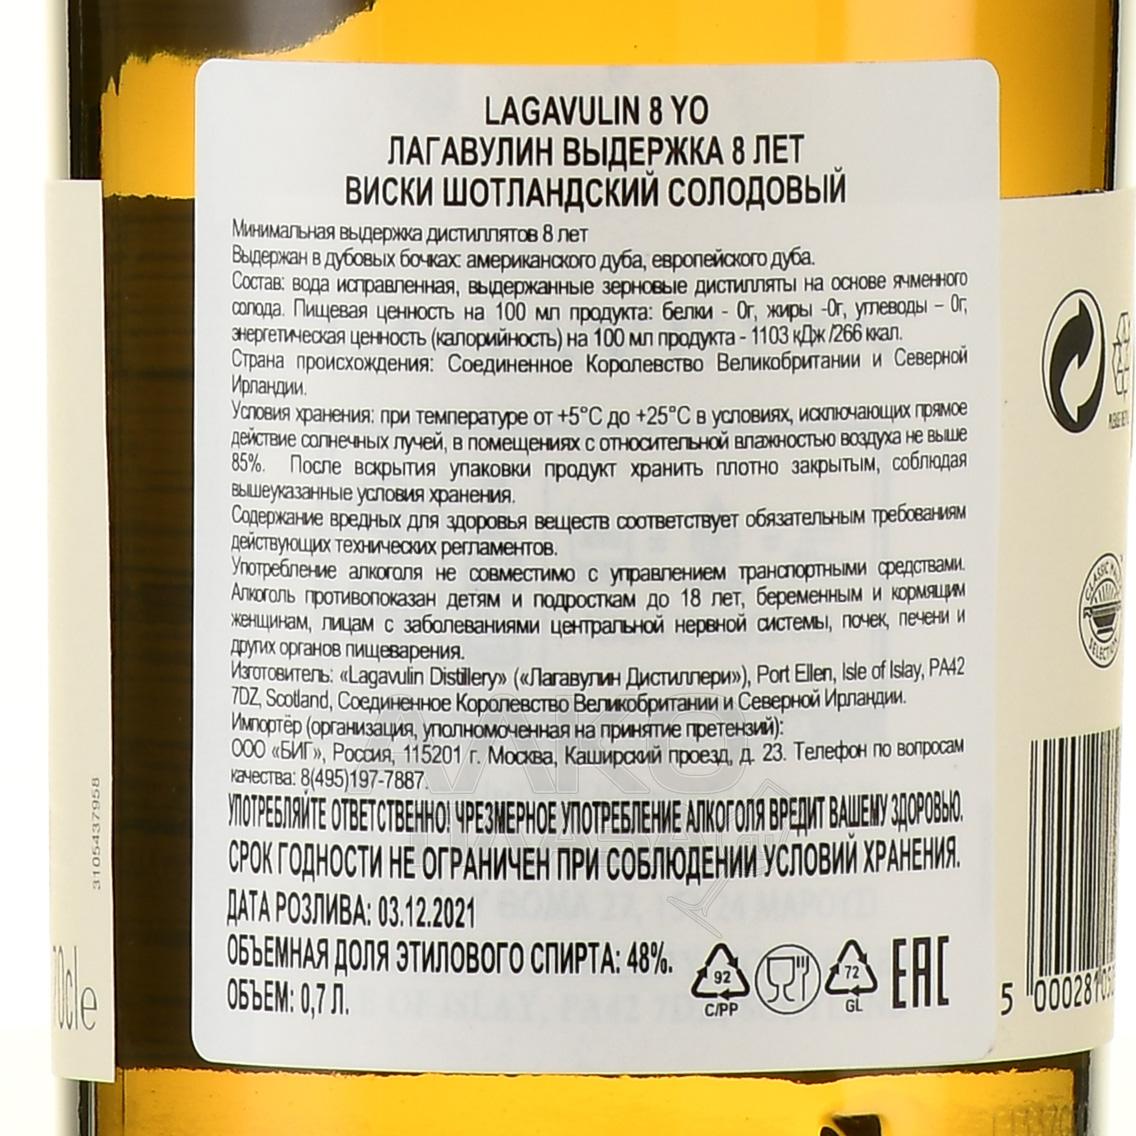 LAGAVULIN 8 YO
ЛАГАВУЛИН ВЫДЕРЖКА 8 ЛЕТ
ВИСКИ ШОТЛАНДСКИЙ СОЛОДОВЫЙ
Минимальная выдержка дистиллятов 8 лет
Выдержан в дубовых бочках: американского дуба, европейского дуба.
Состав: вода исправленная, выдержанные зерновые дистилляты на основе ячменного
солода. Пищевая ценность на 100 мл продукта: белки - 0г, жиры -0г, углеводы – 0г,
энергетическая ценность (калорийность) на 100 мл продукта - 1103 кДж /266 ккал.
Страна происхождения: Соединенное Королевство Великобритании и Северной
Ирландии.
Условия хранения: при температуре от +5°С до +25°С в условиях, исключающих прямое
действие солнечных лучей, в помещениях с относительной влажностью воздуха не выше
85%. После вскрытия упаковки продукт хранить плотно закрытым, соблюдая
вышеуказанные условия хранения.
Содержание вредных для здоровья веществ соответствует обязательным требованиям
действующих технических регламентов.
Употребление алкоголя не совместимо с управлением транспортными средствами.
Алкоголь противопоказан детям и подросткам до 18 лет, беременным и кормящим
женщинам, лицам с заболеваниями центральной нервной системы, почек, печени и
других органов пищеварения.
Изготовитель: «Lagavulin Distillery» («Лагавулин Дистиллери»), Port Ellen, Isle of Islay, PA42
7DZ, Scotland, Соединенное Королевство Великобритании и Северной Ирландии.
Импортёр (организация, уполномоченная на принятие претензий):
ООО «БИГ», Россия, 115201 г. Москва, Каширский проезд, д. 23. Телефон по вопросам
качества: 8(495)197-7887.
УПОТРЕБЛЯЙТЕ ОТВЕТСТВЕННО! ЧРЕЗМЕРНОЕ УПОТРЕБЛЕНИЕ АЛКОГОЛЯ ВРЕДИТ ВАШЕМУ ЗДОРОВЬЮ.
СРОК ГОДНОСТИ НЕ ОГРАНИЧЕН ПРИ СОБЛЮДЕНИИ УСЛОВИЙ ХРАНЕНИЯ.
ДАТА РОЗЛИВА: 03.12.2021
ОБЪЕМНАЯ ДОЛЯ ЭТИЛОВОГО СПИРТА: 48%.
ОБЪЕМ: 0,7 Л.
92
C/PP
72
GL
EAC
3105437958
70cl e
CLASSIC MALTS
SELECTION
5 000281